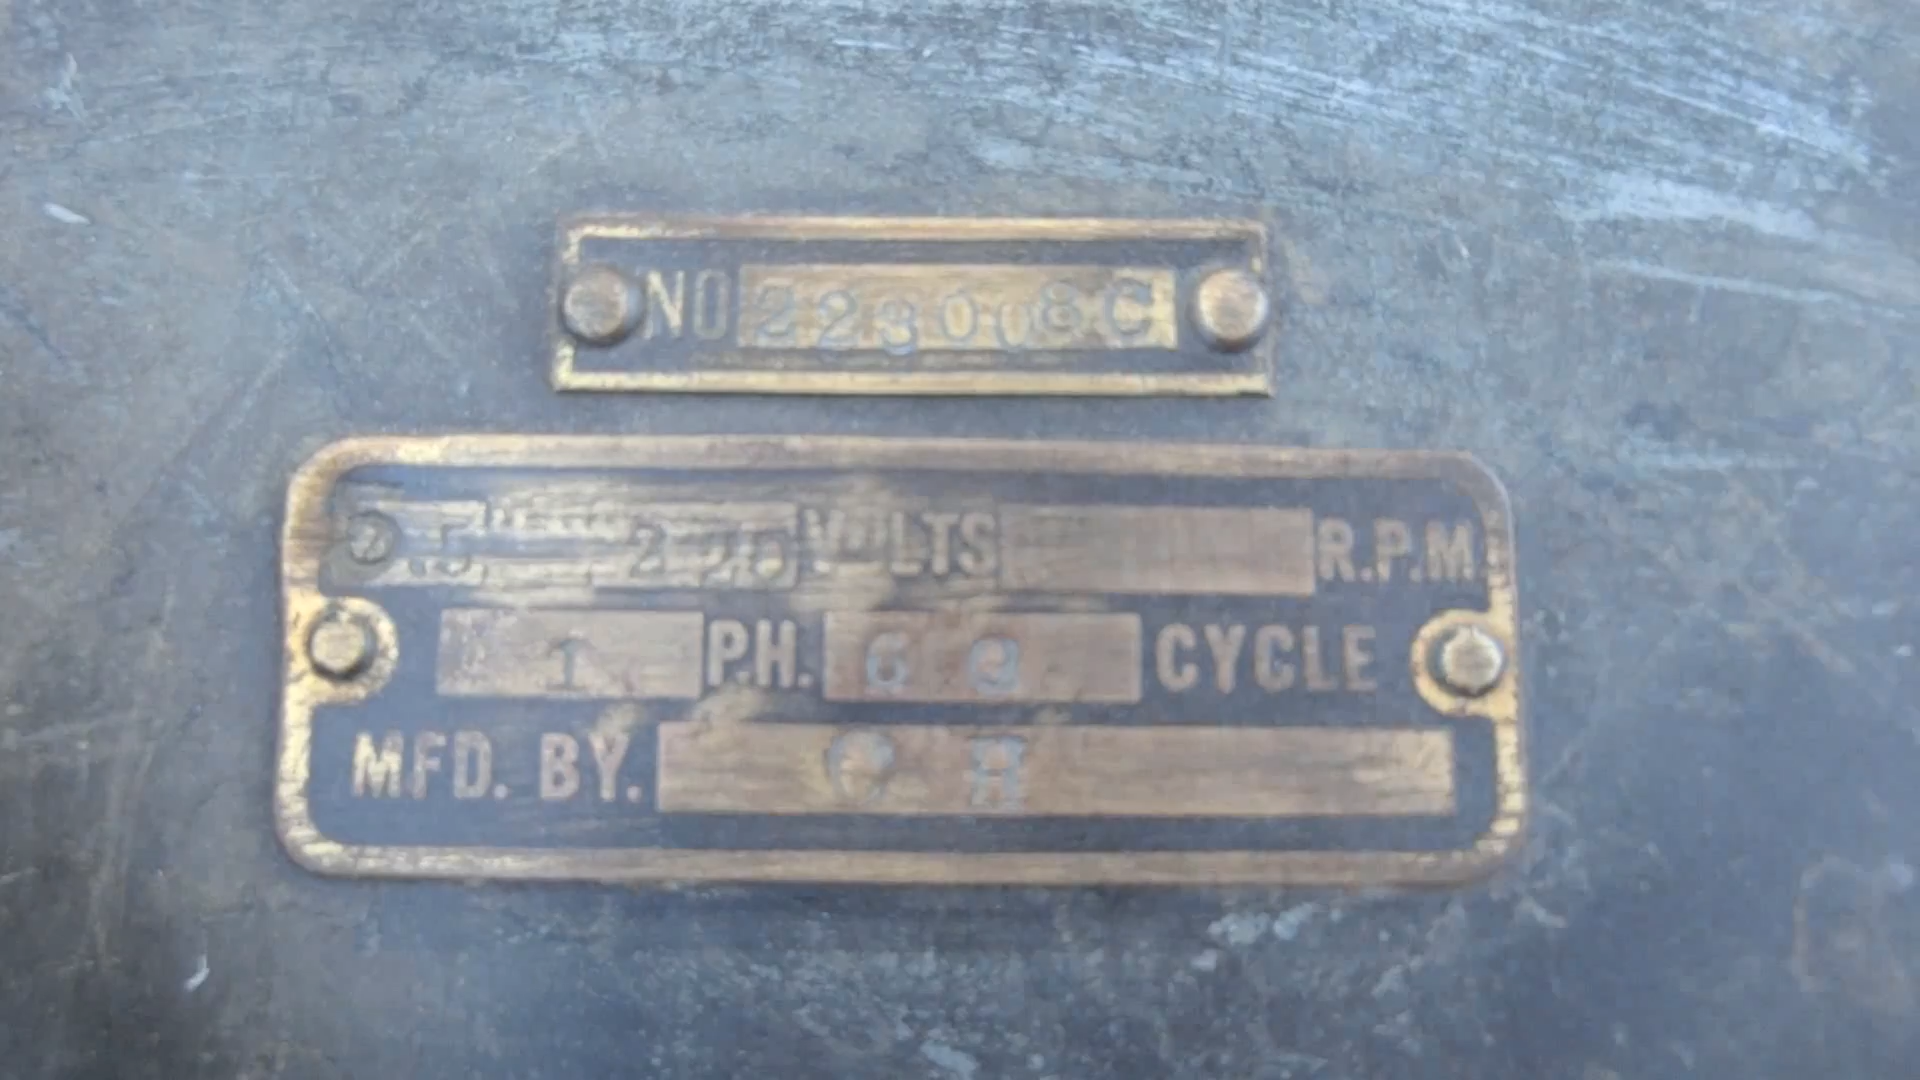 NO 223008C
VOLTS R.P.M.
1 P.H. 60 CYCLE
MFD. BY. C H